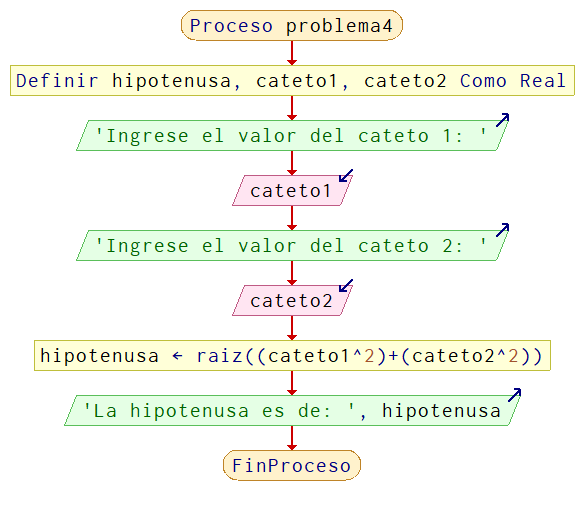 Proceso problema4
Definir hipotenusa, cateto1, cateto2 Como Real
'Ingrese el valor del cateto 1: '
cateto1
'Ingrese el valor del cateto 2: '
cateto2
hipotenusa ← raiz((cateto1^2)+(cateto2^2))
'La hipotenusa es de: ', hipotenusa
FinProceso